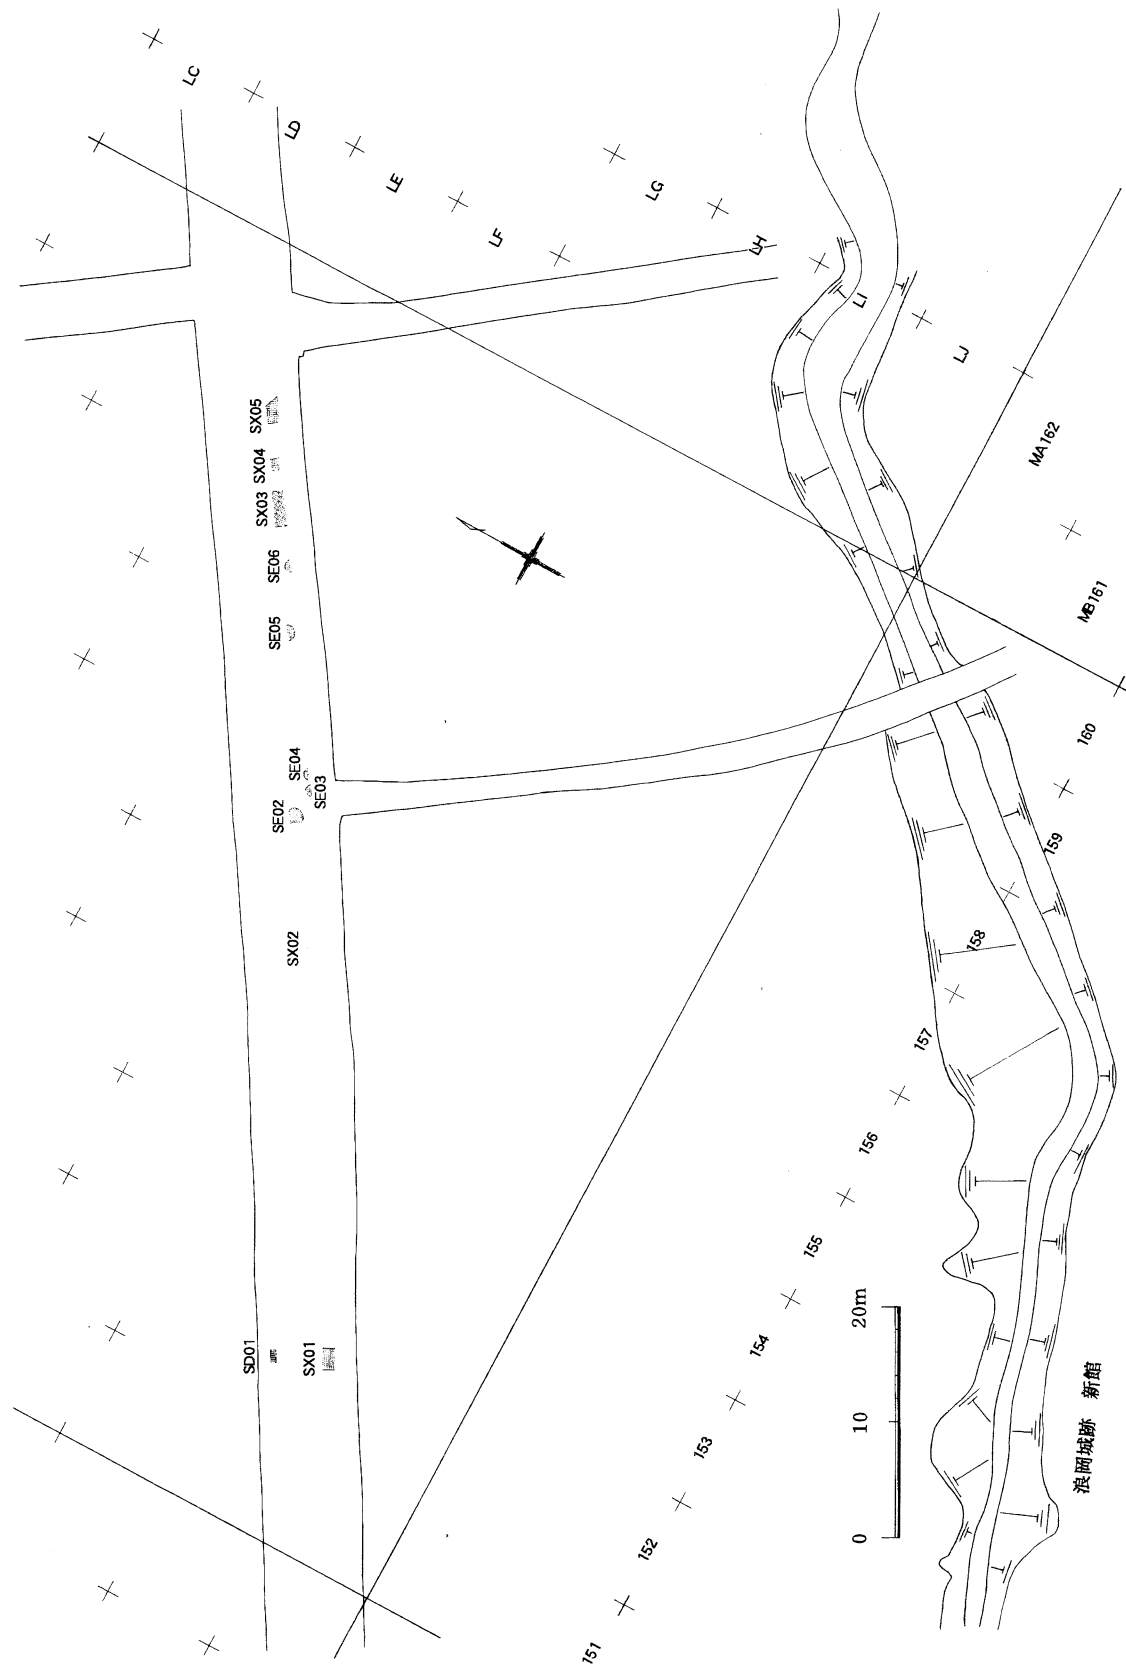 LC
LD
LE
LF
LG
LH
LI
LJ
MA162
MB161
160
159
158
157
156
155
154
153
152
151
SX05
SX04
SX03
SE06
SE05
SE04
SE03
SE02
SX02
SD01
SX01
0 10 20m
浪岡城跡 新館